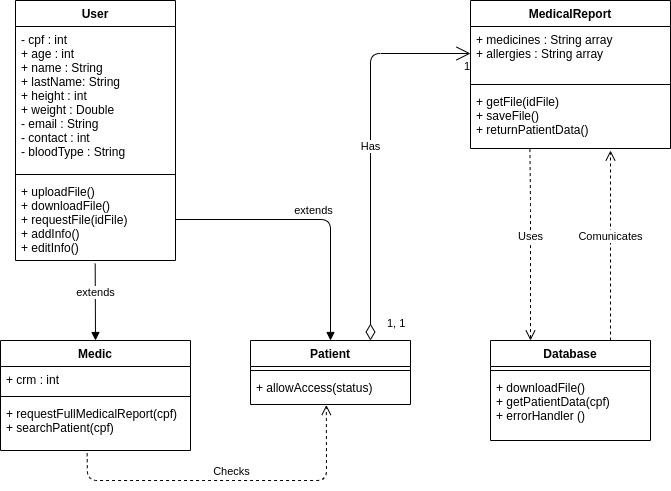 User
- cpf : int
+ age : int
+ name : String
+ lastName: String
+ height : int
+ weight : Double
- email : String
- contact : int
- bloodType : String
+ uploadFile()
+ downloadFile()
+ requestFile(idFile)
+ addInfo()
+ editInfo()
MedicalReport
+ medicines : String array
+ allergies : String array
+ getFile(idFile)
+ saveFile()
+ returnPatientData()
1
Has
extends
extends
1, 1
Uses
Comunicates
Medic
+ crm : int
+ requestFullMedicalReport(cpf)
+ searchPatient(cpf)
Patient
+ allowAccess(status)
Database
+ downloadFile()
+ getPatientData(cpf)
+ errorHandler ()
Checks